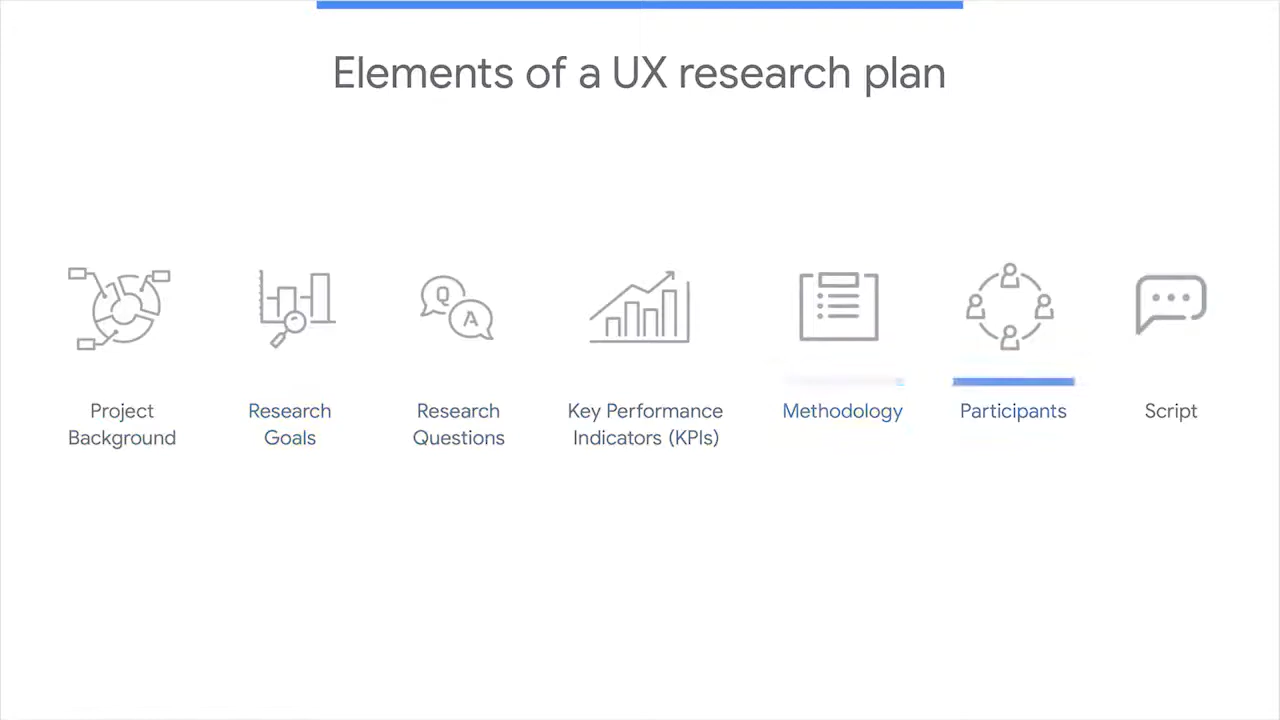 Elements of a UX research plan
Q
A
Project
Background
Research
Goals
Research
Questions
Key Performance
Indicators (KPIs)
Methodology
Participants
Script